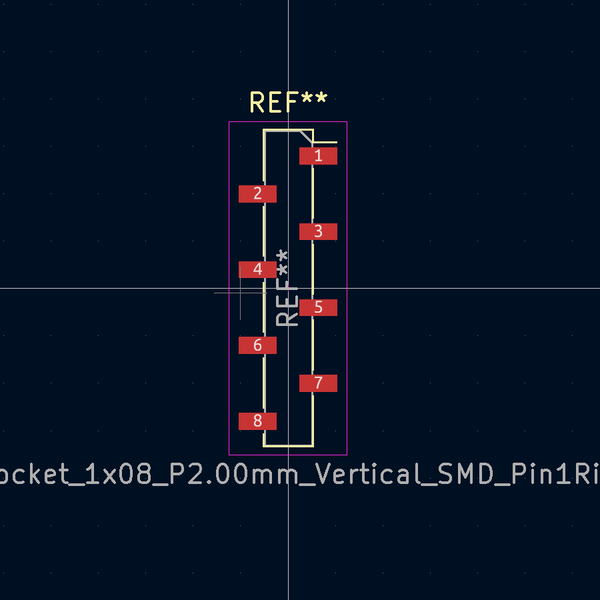 REF**
1
2
3
4
REF**
5
6
7
8
ocket_1x08_P2.00mm_Vertical_SMD_Pin1Ri